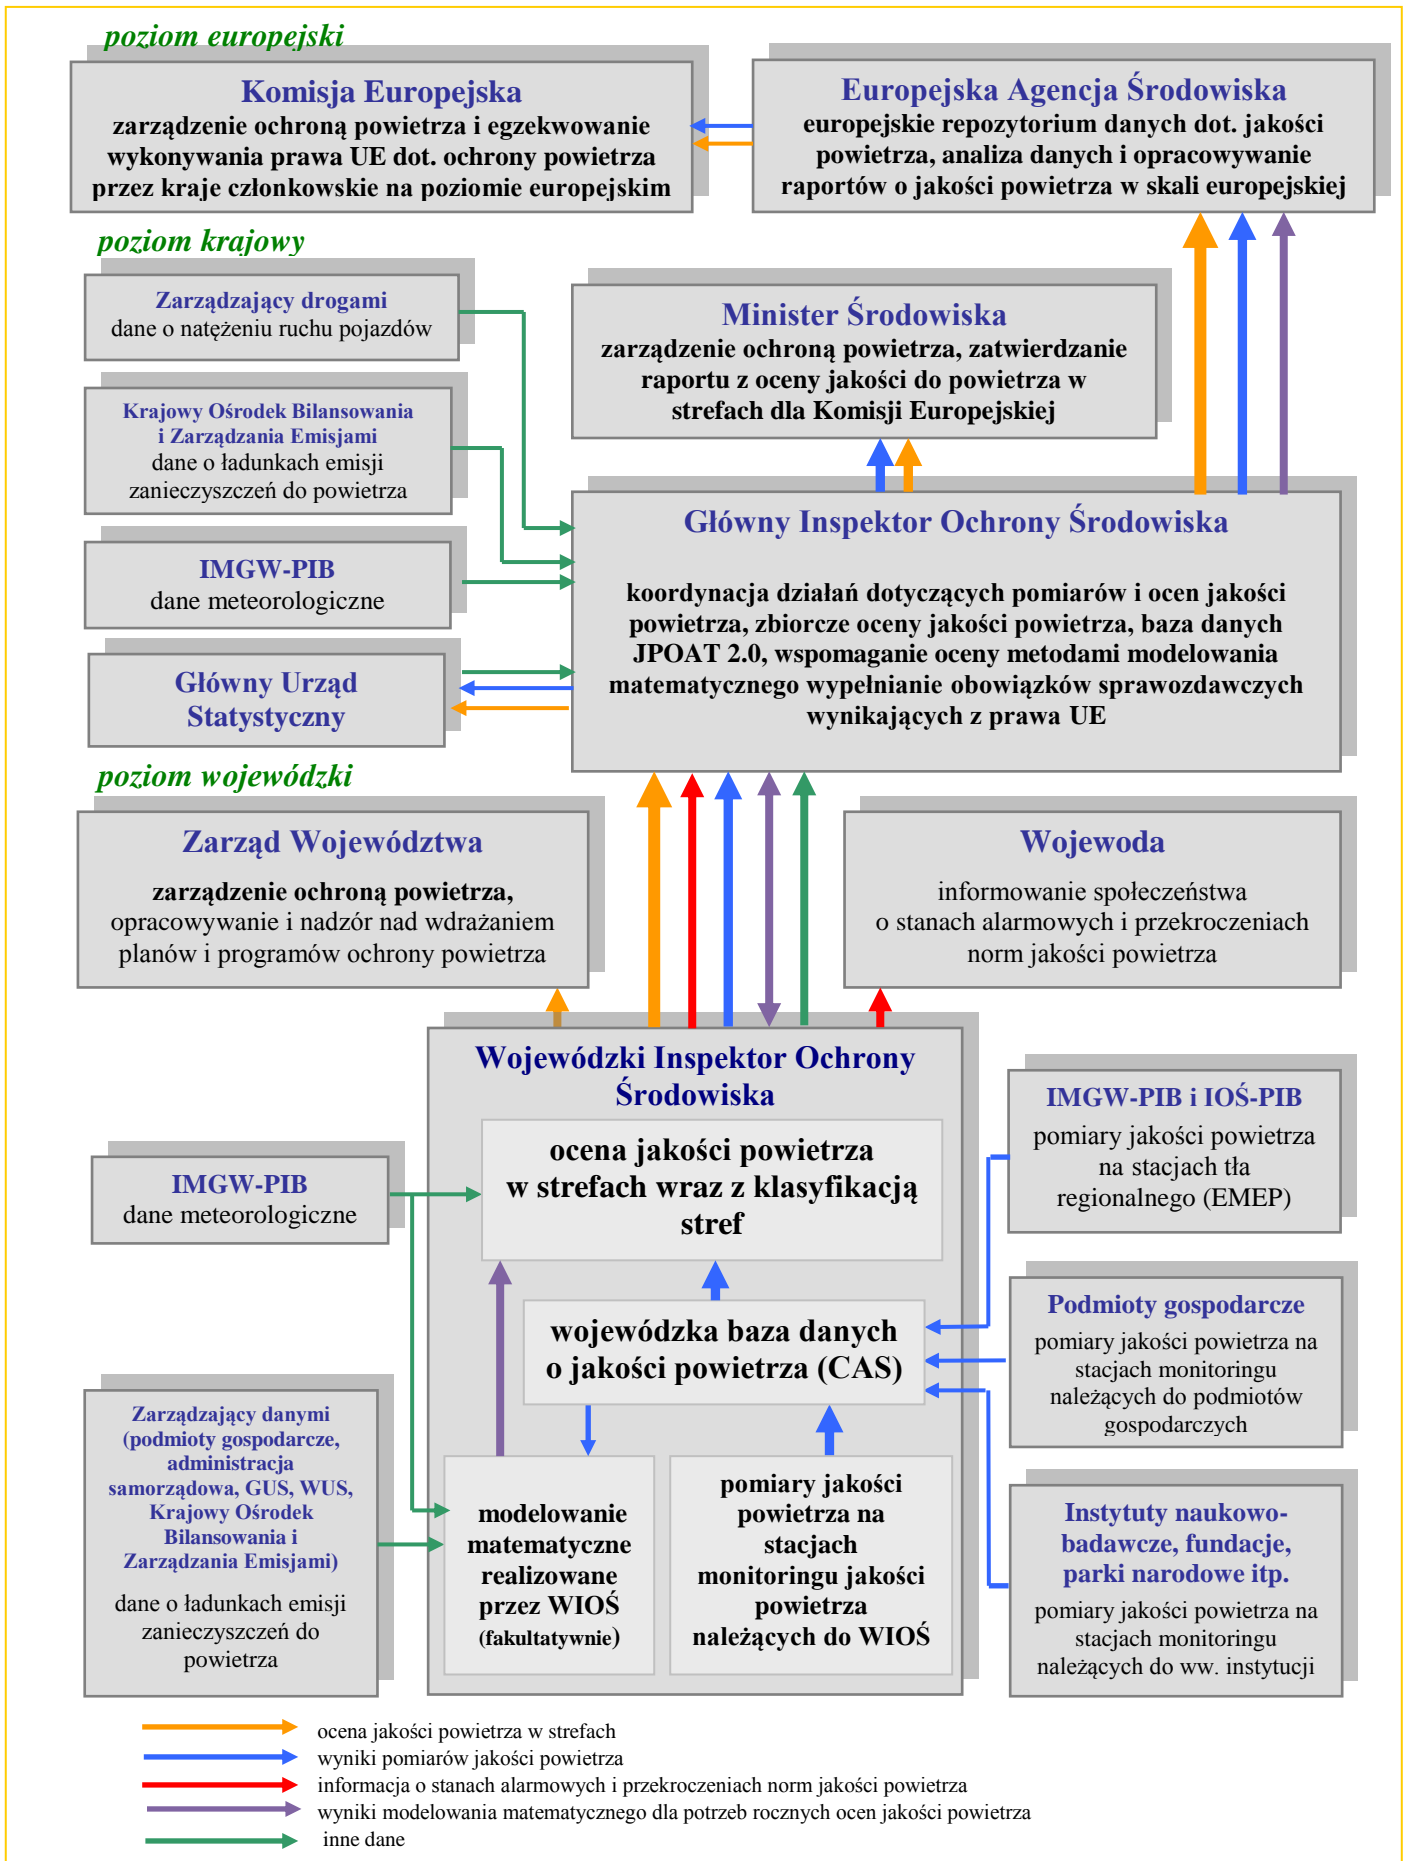 poziom europejski
Komisja Europejska
zarządzenie ochroną powietrza i egzekwowanie
wykonywania prawa UE dot. ochrony powietrza
przez kraje członkowskie na poziomie europejskim
Europejska Agencja Środowiska
europejskie repozytorium danych dot. jakości
powietrza, analiza danych i opracowywanie
raportów o jakości powietrza w skali europejskiej
poziom krajowy
Zarządzający drogami
dane o natężeniu ruchu pojazdów
Minister Środowiska
zarządzenie ochroną powietrza, zatwierdzanie
raportu z oceny jakości do powietrza w
strefach dla Komisji Europejskiej
Krajowy Ośrodek Bilansowania
i Zarządzania Emisjami
dane o ładunkach emisji
zanieczyszczeń do powietrza
IMGW-PIB
dane meteorologiczne
Główny Urząd
Statystyczny
Główny Inspektor Ochrony Środowiska
koordynacja działań dotyczących pomiarów i ocen jakości
powietrza, zbiorcze oceny jakości powietrza, baza danych
JPOAT 2.0, wspomaganie oceny metodami modelowania
matematycznego wypełnianie obowiązków sprawozdawczych
wynikających z prawa UE
poziom wojewódzki
Zarząd Województwa
zarządzenie ochroną powietrza,
opracowywanie i nadzór nad wdrażaniem
planów i programów ochrony powietrza
Wojewoda
informowanie społeczeństwa
o stanach alarmowych i przekroczeniach
norm jakości powietrza
Wojewódzki Inspektor Ochrony
Środowiska
ocena jakości powietrza
w strefach wraz z klasyfikacją
stref
wojewódzka baza danych
o jakości powietrza (CAS)
modelowanie
matematyczne
realizowane
przez WIOŚ
(fakultatywnie)
pomiary jakości
powietrza na
stacjach
monitoringu jakości
powietrza
należących do WIOŚ
IMGW-PIB
dane meteorologiczne
Zarządzający danymi
(podmioty gospodarcze,
administracja
samorządowa, GUS, WUS,
Krajowy Ośrodek
Bilansowania i
Zarządzania Emisjami)
dane o ładunkach emisji
zanieczyszczeń do
powietrza
IMGW-PIB i IOŚ-PIB
pomiary jakości powietrza
na stacjach tła
regionalnego (EMEP)
Podmioty gospodarcze
pomiary jakości powietrza na
stacjach monitoringu
należących do podmiotów
gospodarczych
Instytuty naukowo-
badawcze, fundacje,
parki narodowe itp.
pomiary jakości powietrza na
stacjach monitoringu
należących do ww. instytucji
ocena jakości powietrza w strefach
wyniki pomiarów jakości powietrza
informacja o stanach alarmowych i przekroczeniach norm jakości powietrza
wyniki modelowania matematycznego dla potrzeb rocznych ocen jakości powietrza
inne dane